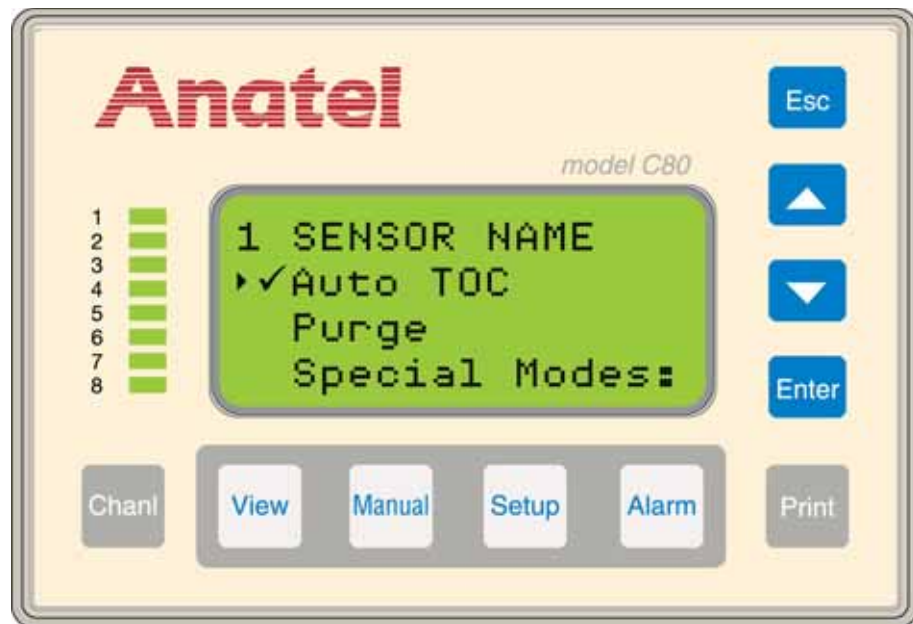 Anatel
Esc
model C80
1
2
3
4
5
6
7
8
1 SENSOR NAME
✓Auto TOC
Purge
Special Modes:
Enter
Chanl
View
Manual
Setup
Alarm
Print